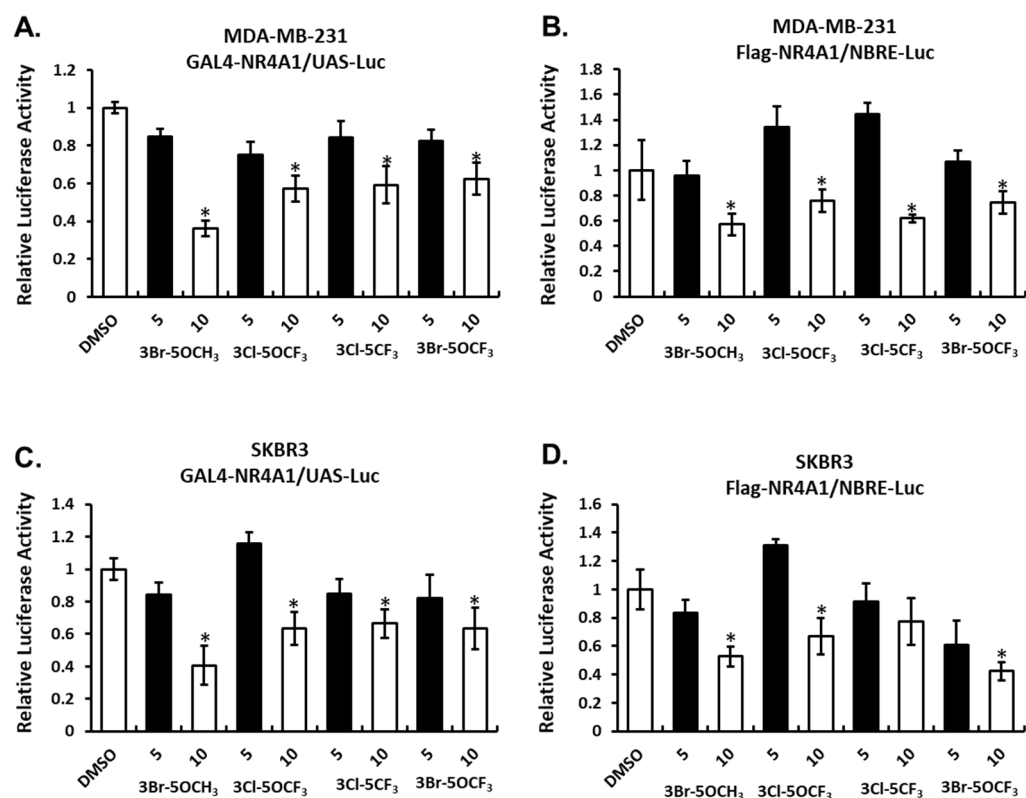 A.
MDA-MB-231
GAL4-NR4A1/UAS-Luc
Relative Luciferase Activity
1.2
1
0.8
0.6
0.4
0.2
0
* * * *
DMSO 5 10 5 10 5 10 5 10
3Br-5OCH₃ 3Cl-5OCF₃ 3Cl-5CF₃ 3Br-5OCF₃
B.
MDA-MB-231
Flag-NR4A1/NBRE-Luc
Relative Luciferase Activity
1.8
1.6
1.4
1.2
1
0.8
0.6
0.4
0.2
0
* * * *
DMSO 5 10 5 10 5 10 5 10
3Br-5OCH₃ 3Cl-5OCF₃ 3Cl-5CF₃ 3Br-5OCF₃
C.
SKBR3
GAL4-NR4A1/UAS-Luc
Relative Luciferase Activity
1.4
1.2
1
0.8
0.6
0.4
0.2
0
* * * *
DMSO 5 10 5 10 5 10 5 10
3Br-5OCH₃ 3Cl-5OCF₃ 3Cl-5CF₃ 3Br-5OCF₃
D.
SKBR3
Flag-NR4A1/NBRE-Luc
Relative Luciferase Activity
1.6
1.4
1.2
1
0.8
0.6
0.4
0.2
0
* * *
DMSO 5 10 5 10 5 10 5 10
3Br-5OCH₃ 3Cl-5OCF₃ 3Cl-5CF₃ 3Br-5OCF₃